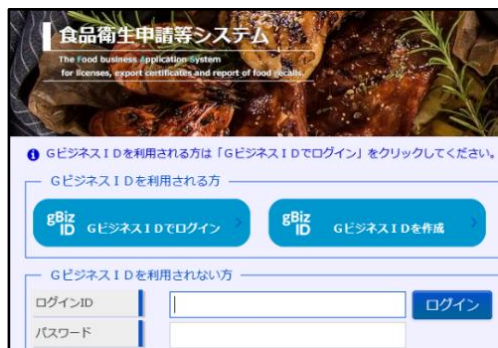 食品衛生申請等システム
The Food business Application System
for licenses, export certificates and report of food recalls.
GビジネスIDを利用される方は「GビジネスIDでログイン」をクリックしてください。
GビジネスIDを利用される方
gBiz ID GビジネスIDでログイン
gBiz ID GビジネスIDを作成
GビジネスIDを利用されない方
ログインID
ログイン
パスワード